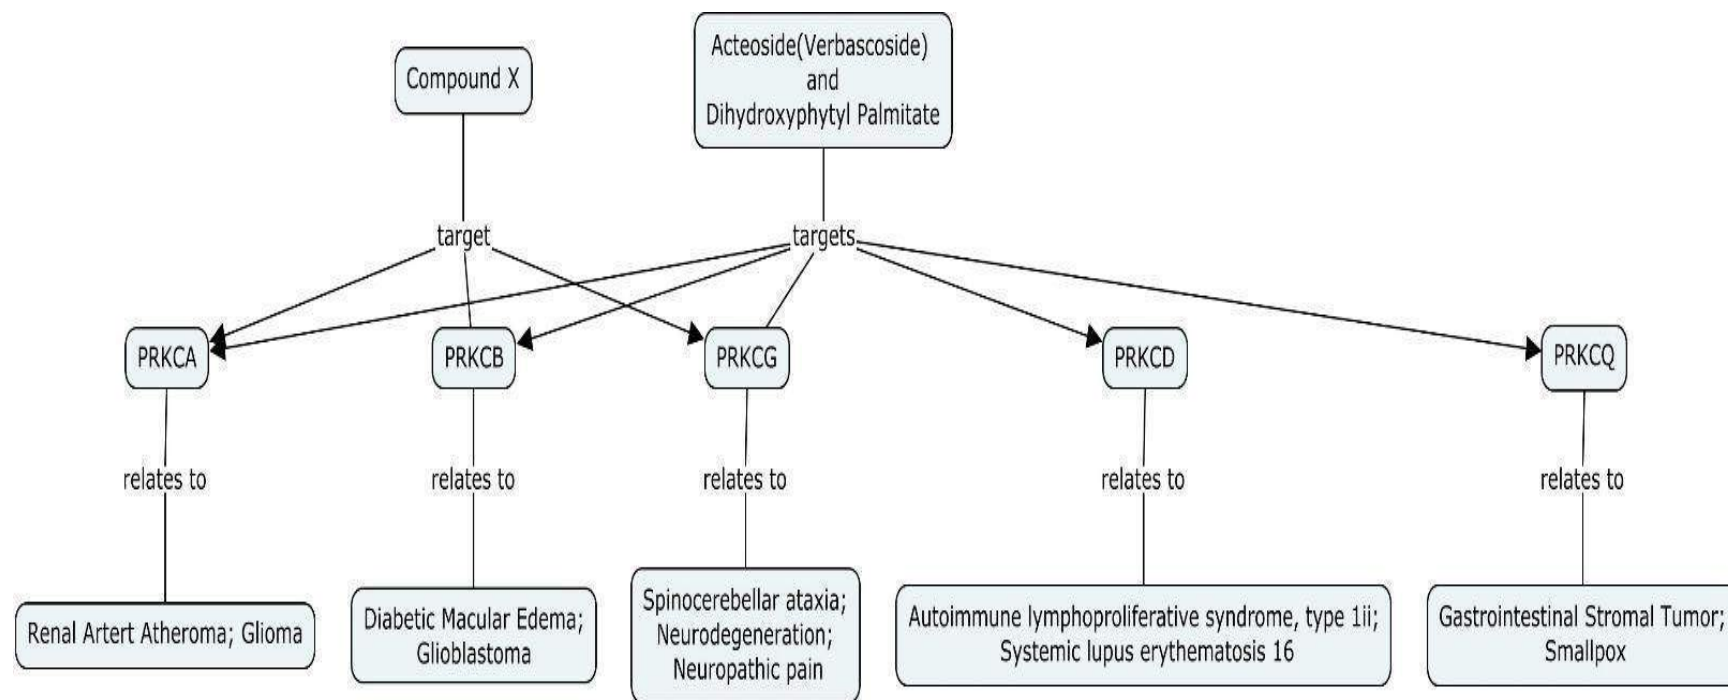 Compound X
Acteoside(Verbascoside)
and
Dihydroxyphytyl Palmitate
target
targets
PRKCA
PRKCB
PRKCG
PRKCD
PRKCQ
relates to
relates to
relates to
relates to
relates to
Renal Artert Atheroma; Glioma
Diabetic Macular Edema;
Glioblastoma
Spinocerebellar ataxia;
Neurodegeneration;
Neuropathic pain
Autoimmune lymphoproliferative syndrome, type 1ii;
Systemic lupus erythematosis 16
Gastrointestinal Stromal Tumor;
Smallpox